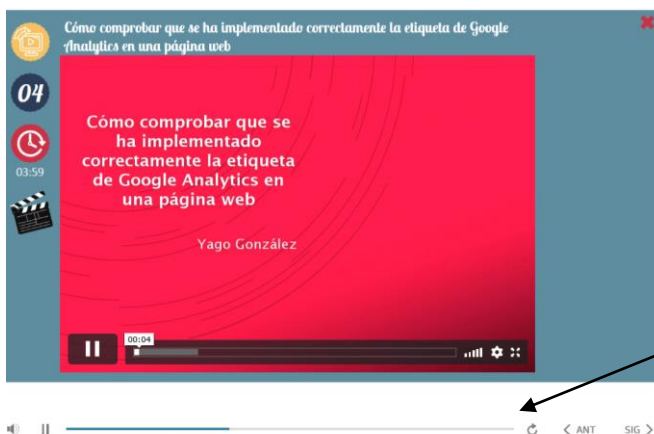 Cómo comprobar que se ha implementado correctamente la etiqueta de Google
Analytics en una página web
04
03:59
Cómo comprobar que se
ha implementado
correctamente la etiqueta
de Google Analytics en
una página web
Yago González
00:04
ANT
SIG